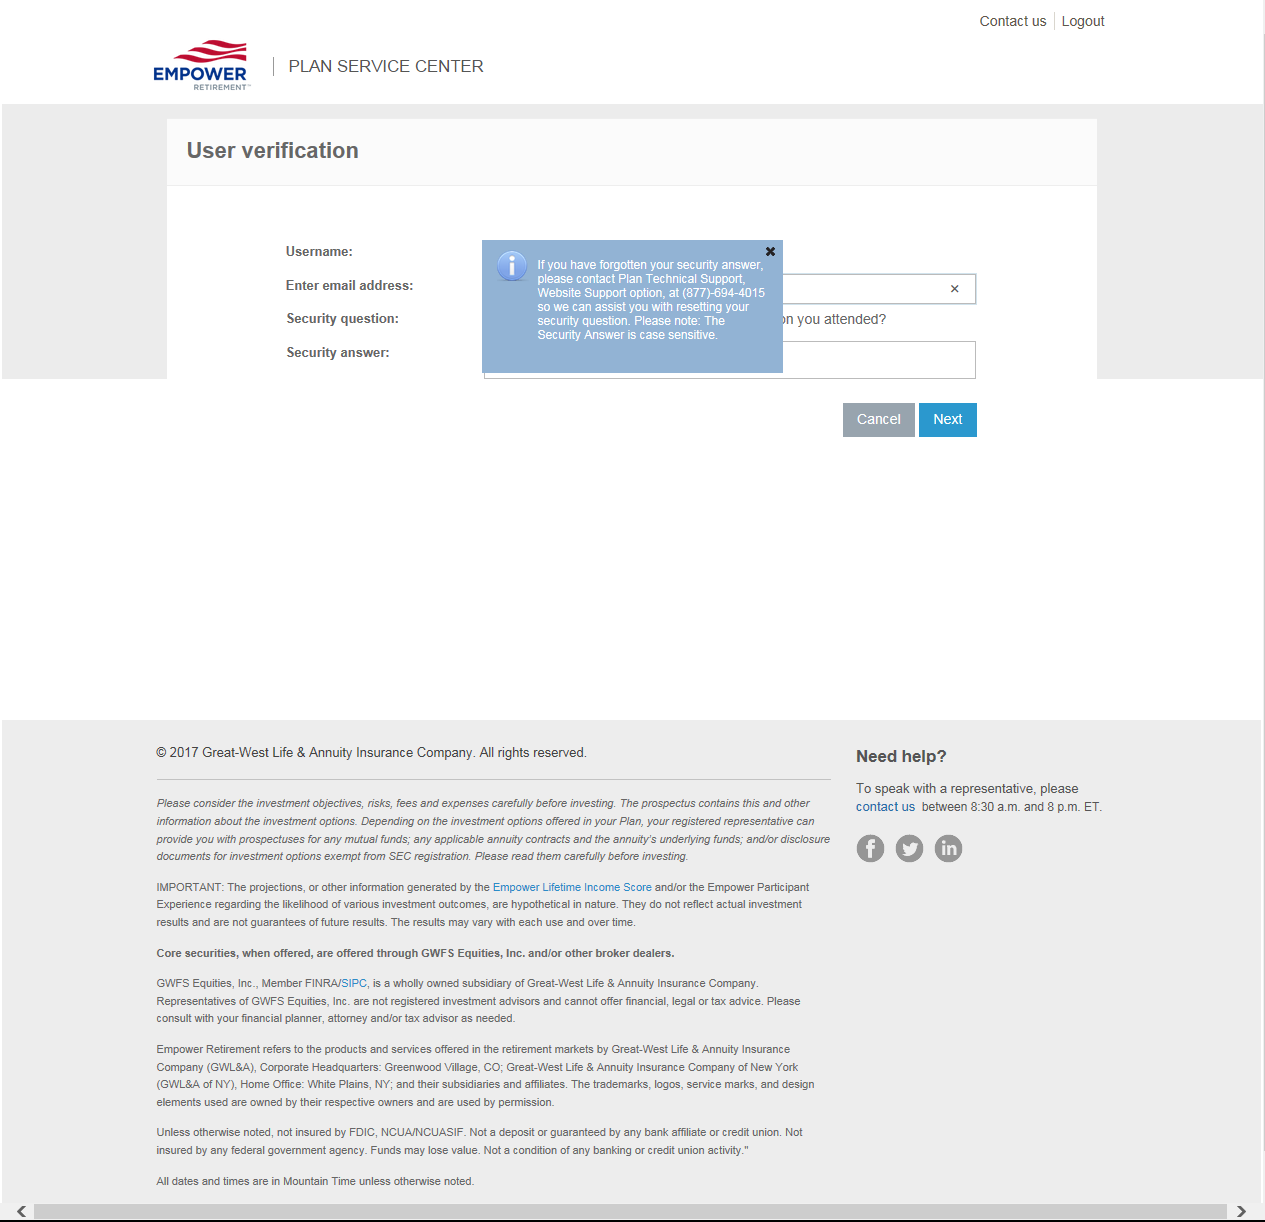 Contact us
Logout
EMPOWER
RETIREMENT™
PLAN SERVICE CENTER
User verification
Username:
Enter email address:
Security question:
Security answer:
If you have forgotten your security answer,
please contact Plan Technical Support,
Website Support option, at (877)-694-4015
so we can assist you with resetting your
security question. Please note: The
Security Answer is case sensitive.
on you attended?
Cancel
Next
© 2017 Great-West Life & Annuity Insurance Company. All rights reserved.
Please consider the investment objectives, risks, fees and expenses carefully before investing. The prospectus contains this and other
information about the investment options. Depending on the investment options offered in your Plan, your registered representative can
provide you with prospectuses for any mutual funds; any applicable annuity contracts and the annuity's underlying funds; and/or disclosure
documents for investment options exempt from SEC registration. Please read them carefully before investing.
IMPORTANT: The projections, or other information generated by the Empower Lifetime Income Score and/or the Empower Participant
Experience regarding the likelihood of various investment outcomes, are hypothetical in nature. They do not reflect actual investment
results and are not guarantees of future results. The results may vary with each use and over time.
Core securities, when offered, are offered through GWFS Equities, Inc. and/or other broker dealers.
GWFS Equities, Inc., Member FINRA/SIPC, is a wholly owned subsidiary of Great-West Life & Annuity Insurance Company.
Representatives of GWFS Equities, Inc. are not registered investment advisors and cannot offer financial, legal or tax advice. Please
consult with your financial planner, attorney and/or tax advisor as needed.
Empower Retirement refers to the products and services offered in the retirement markets by Great-West Life & Annuity Insurance
Company (GWL&A), Corporate Headquarters: Greenwood Village, CO; Great-West Life & Annuity Insurance Company of New York
(GWL&A of NY), Home Office: White Plains, NY; and their subsidiaries and affiliates. The trademarks, logos, service marks, and design
elements used are owned by their respective owners and are used by permission.
Unless otherwise noted, not insured by FDIC, NCUA/NCUASIF. Not a deposit or guaranteed by any bank affiliate or credit union. Not
insured by any federal government agency. Funds may lose value. Not a condition of any banking or credit union activity."
All dates and times are in Mountain Time unless otherwise noted.
Need help?
To speak with a representative, please
contact us between 8:30 a.m. and 8 p.m. ET.